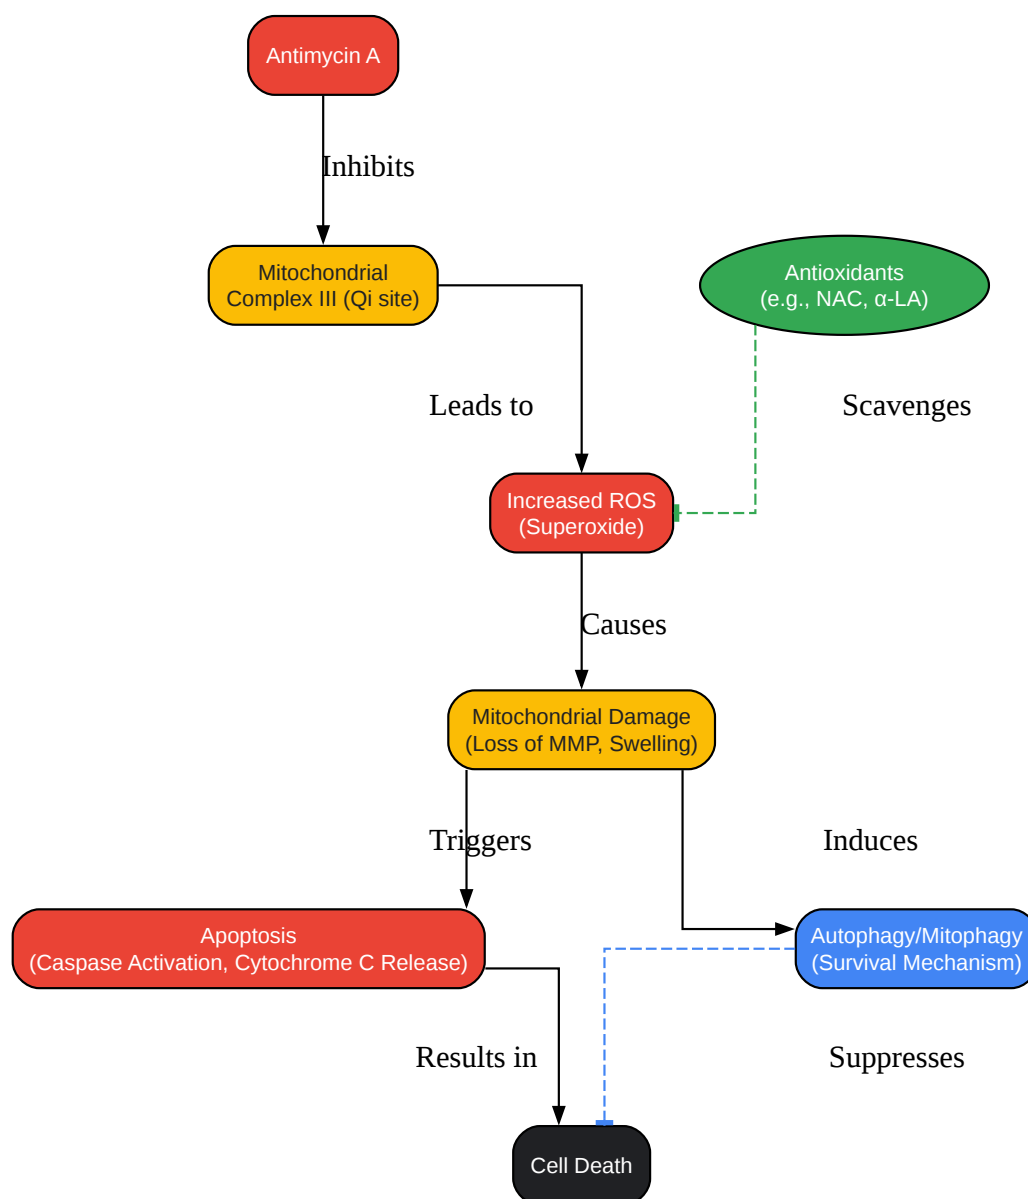 Antimycin A
Inhibits
Mitochondrial
Complex III (Qi site)
Antioxidants
(e.g., NAC, α-LA)
Leads to
Scavenges
Increased ROS
(Superoxide)
Causes
Mitochondrial Damage
(Loss of MMP, Swelling)
Triggers
Induces
Apoptosis
(Caspase Activation, Cytochrome C Release)
Autophagy/Mitophagy
(Survival Mechanism)
Results in
Suppresses
Cell Death